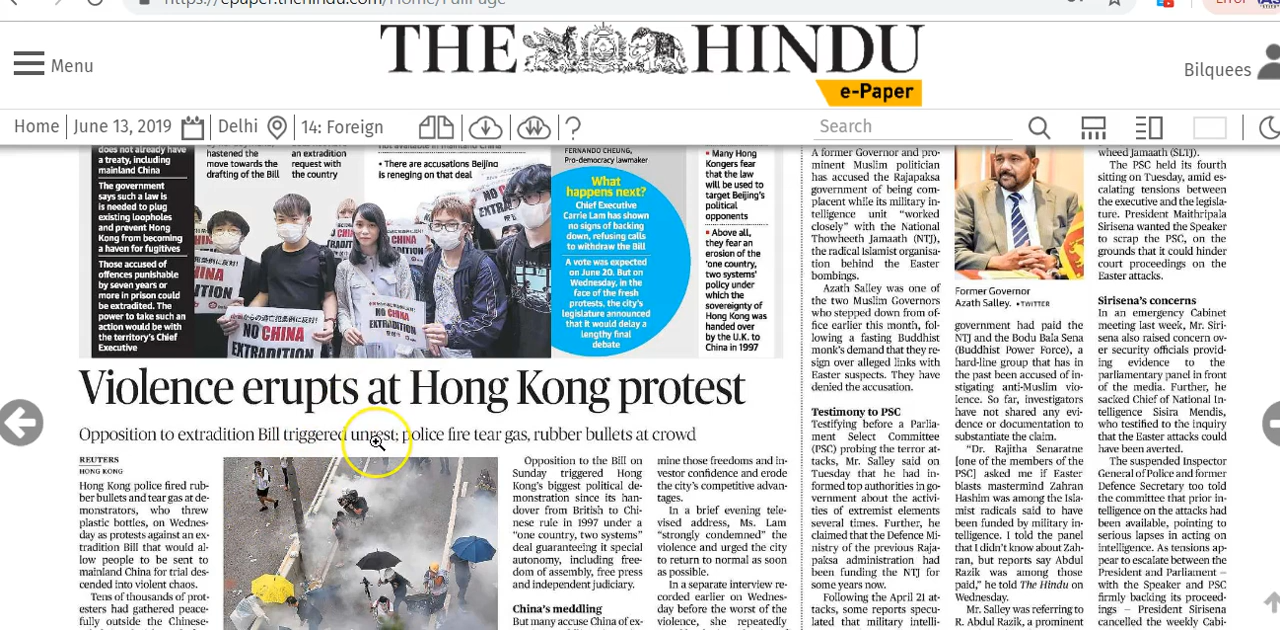 https://epaper.thehindu.com/Home/FullPage
Error
Menu
THE HINDU
e-Paper
Bilquees
Home
June 13, 2019
Delhi
14: Foreign
Search
does not already have
a treaty, including
mainland China
The government
says such a law is
is needed to plug
existing loopholes
and prevent Hong
Kong from becoming
a haven for fugitives
Those accused of
offences punishable
by seven years or
more in prison could
be extradited. The
power to take such an
action would be with
the territory's Chief
Executive
hastened the
move towards the
drafting of the Bill
an extradition
request with
the country
not available in mainland China
• There are accusations Beijing
is reneging on that deal
NO CHINA
EXTRADITION
NO CHINA
EXTRADITION
FERNANDO CHEUNG,
Pro-democracy lawmaker
What
happens next?
Chief Executive
Carrie Lam has shown
no signs of backing
down, refusing calls
to withdraw the Bill
A vote was expected
on June 20. But on
Wednesday, in the
face of the fresh
protests, the city's
legislature announced
that it would delay a
lengthy final
debate
▪ Many Hong
Kongers fear
that the law
will be used to
target Beijing's
political
opponents
▪ Above all,
they fear an
erosion of the
'one country,
two systems'
policy under
which the
sovereignty of
Hong Kong was
handed over
by the U.K. to
China in 1997
Violence erupts at Hong Kong protest
Opposition to extradition Bill triggered unrest; police fire tear gas, rubber bullets at crowd
REUTERS
HONG KONG
Hong Kong police fired rub-
ber bullets and tear gas at de-
monstrators, who threw
plastic bottles, on Wednes-
day as protests against an ex-
tradition Bill that would al-
low people to be sent to
mainland China for trial des-
cended into violent chaos.
Tens of thousands of prot-
esters had gathered peace-
fully outside the Chinese-
Opposition to the Bill on
Sunday triggered Hong
Kong's biggest political de-
monstration since its han-
dover from British to Chi-
nese rule in 1997 under a
"one country, two systems"
deal guaranteeing it special
autonomy, including free-
dom of assembly, free press
and independent judiciary.
China's meddling
But many accuse China of ex-
mine those freedoms and in-
vestor confidence and erode
the city's competitive advan-
tages.
In a brief evening tele-
vised address, Ms. Lam
"strongly condemned" the
violence and urged the city
to return to normal as soon
as possible.
In a separate interview re-
corded earlier on Wednes-
day before the worst of the
violence, she repeatedly
A former Governor and pro-
minent Muslim politician
has accused the Rajapaksa
government of being com-
placent while its military in-
telligence unit "worked
closely" with the National
Thowheeth Jamaath (NTJ),
the radical Islamist organisa-
tion behind the Easter
bombings.
Azath Salley was one of
the two Muslim Governors
who stepped down from of-
fice earlier this month, fol-
lowing a fasting Buddhist
monk's demand that they re-
sign over alleged links with
Easter suspects. They have
denied the accusation.
Testimony to PSC
Testifying before a Parlia-
ment Select Committee
(PSC) probing the terror at-
tacks, Mr. Salley said on
Tuesday that he had in-
formed top authorities in go-
vernment about the activi-
ties of extremist elements
several times. Further, he
claimed that the Defence Mi-
nistry of the previous Raja-
paksa administration had
been funding the NTJ for
some years now.
Following the April 21 at-
tacks, some reports specu-
lated that military intelli-
Former Governor
Azath Salley. •TWITTER
government had paid the
NTJ and the Bodu Bala Sena
(Buddhist Power Force), a
hard-line group that has in
the past been accused of in-
stigating anti-Muslim vio-
lence. So far, investigators
have not shared any evi-
dence or documentation to
substantiate the claim.
"Dr. Rajitha Senaratne
[one of the members of the
PSC] asked me if Easter
blasts mastermind Zahran
Hashim was among the Isla-
mist radicals said to have
been funded by military in-
telligence. I told the panel
that I didn't know about Zah-
ran, but reports say Abdul
Razik was among those
paid," he told The Hindu on
Wednesday.
Mr. Salley was referring to
R. Abdul Razik, a prominent
wheed Jamaath (SLTJ).
The PSC held its fourth
sitting on Tuesday, amid es-
calating tensions between
the executive and the legisla-
ture. President Maithripala
Sirisena wanted the Speaker
to scrap the PSC, on the
grounds that it could hinder
court proceedings on the
Easter attacks.
Sirisena's concerns
In an emergency Cabinet
meeting last week, Mr. Siri-
sena also raised concern ov-
er security officials provid-
ing evidence to the
parliamentary panel in front
of the media. Further, he
sacked Chief of National In-
telligence Sisira Mendis,
who testified to the inquiry
that the Easter attacks could
have been averted.
The suspended Inspector
General of Police and former
Defence Secretary too told
the committee that prior in-
telligence on the attacks had
been available, pointing to
serious lapses in acting on
intelligence. As tensions ap-
pear to escalate between the
President and Parliament –
with the Speaker and PSC
firmly backing its proceed-
ings – President Sirisena
cancelled the weekly Cabi-